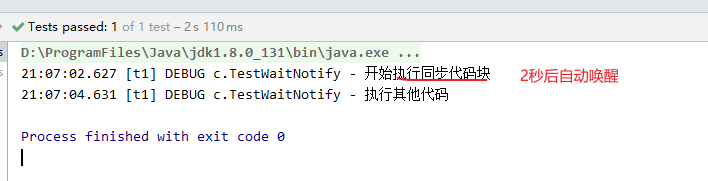 Tests passed: 1 of 1 test – 2 s 110 ms
D:\ProgramFiles\Java\jdk1.8.0_131\bin\java.exe ...
21:07:02.627 [t1] DEBUG c.TestWaitNotify - 开始执行同步代码块 2秒后自动唤醒
21:07:04.631 [t1] DEBUG c.TestWaitNotify - 执行其他代码
Process finished with exit code 0